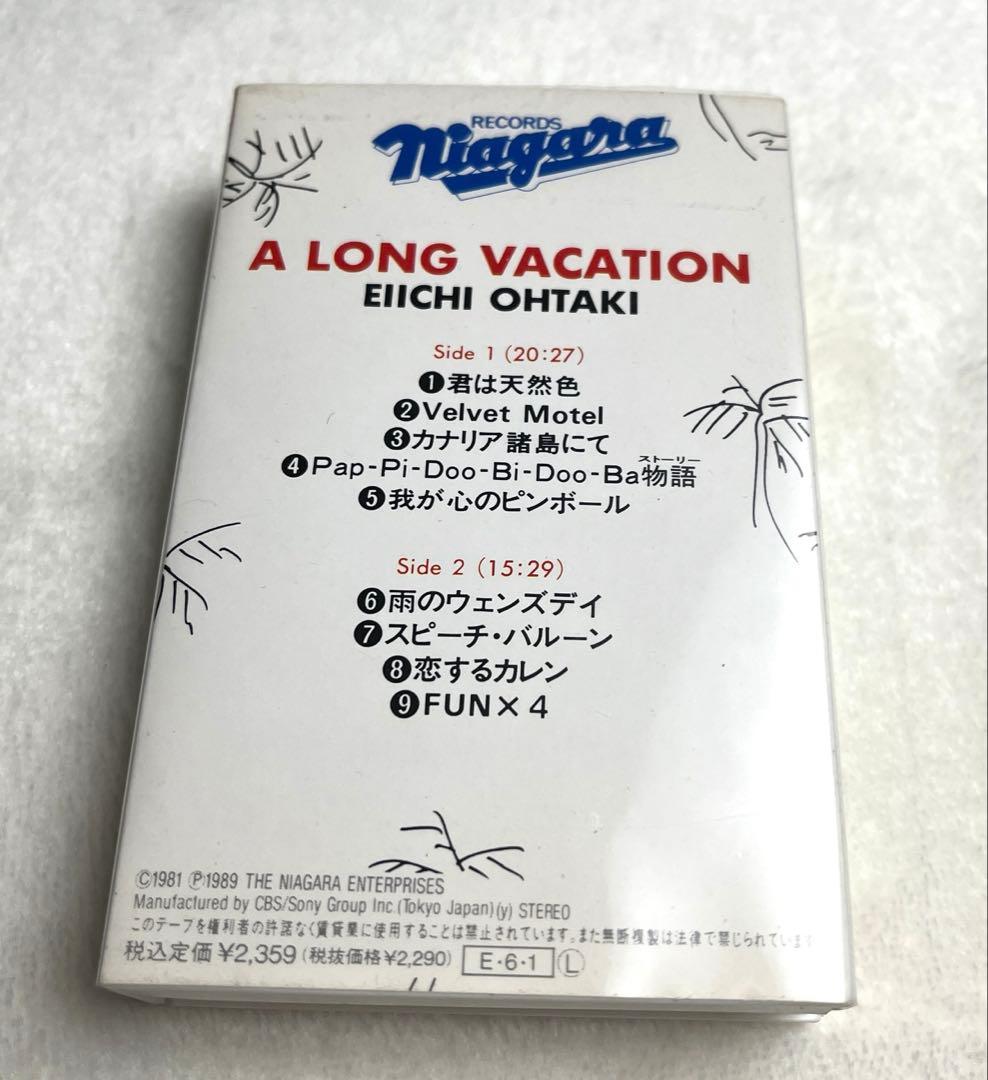 RECORDS
Niagara
A LONG VACATION
EIICHI OHTAKI
Side 1 (20:27)
❶君は天然色
❷Velvet Motel
❸カナリア諸島にて
ストーリー
❹Pap-Pi-Doo-Bi-Doo-Ba物語
❺我が心のピンボール
Side 2 (15:29)
❻雨のウェンズデイ
❼スピーチ・バルーン
❽恋するカレン
❾FUN×4
Ⓒ1981 Ⓟ1989 THE NIAGARA ENTERPRISES
Manufactured by CBS/Sony Group Inc.(Tokyo Japan)(y) STEREO
このテープを権利者の許諾なく賃貸業に使用することは禁止されています。また無断複製は法律で禁じられています
税込定価¥2,359(税抜価格¥2,290) E・6・1 Ⓛ